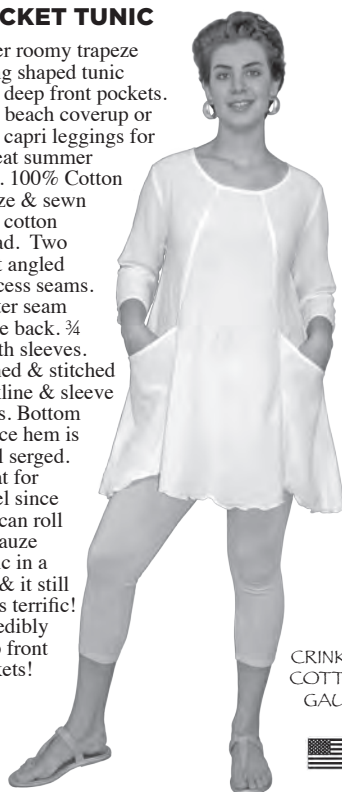 CKET TUNIC
er roomy trapeze
g shaped tunic
deep front pockets.
beach coverup or
capri leggings for
eat summer
. 100% Cotton
ze & sewn
cotton
ad. Two
t angled
cess seams.
ter seam
e back. ¾
th sleeves.
ned & stitched
kline & sleeve
s. Bottom
ce hem is
l serged.
at for
el since
can roll
auze
ic in a
& it still
s terrific!
edibly
front
kets!
CRINK
COTT
GAU